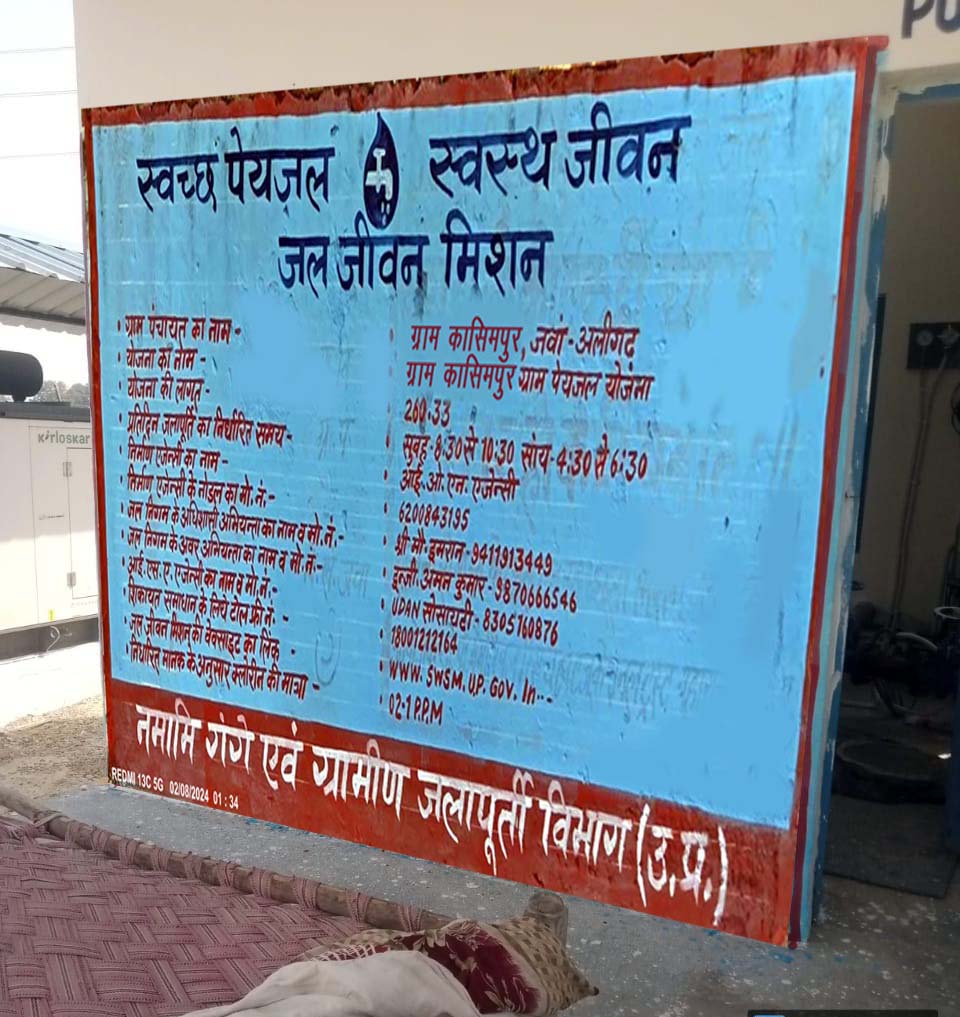 PU
स्वच्छ पेयजल स्वस्थ जीवन
जल जीवन मिशन
• ग्राम पंचायत का नाम - • ग्राम कासिमपुर, जवां - अलीगढ़
• योजना का नाम - • ग्राम कासिमपुर ग्राम पेयजल योजना
• योजना की लागत - • 260.33
• प्रतिदिन जलापूर्ति का निर्धारित समय - • सुबह - 8:30 से 10:30 सांय - 4:30 से 6:30
• निर्माण एजेन्सी का नाम - • आई.ओ.एन. एजेन्सी
• निर्माण एजेन्सी के नोडल का मो. नं. - • 6200843195
• जल निगम के अधिशासी अभियन्ता का नाम व मो. नं. - • श्री मौ. इमरान - 9411913449
• जल निगम के अवर अभियन्ता का नाम व मो. नं. - • इन्जी. अमन कुमार - 9870666546
• आई.एस.ए. एजेन्सी का नाम व मो. नं. - • UDAN सोसायटी - 8305760876
• शिकायत समाधान के लिये टोल फ्री नं. - • 18001212164
• जल जीवन मिशन की वेबसाइट का लिंक - • WWW. SWSM.UP. GOV. In--
• निर्धारित मानक के अनुसार क्लोरीन की मात्रा - • 02-1 P.P.M
नमामि गंगे एवं ग्रामीण जलापूर्ती विभाग (उ.प्र.)
REDMI 13C 5G 02/08/2024 01 : 34
Kirloskar